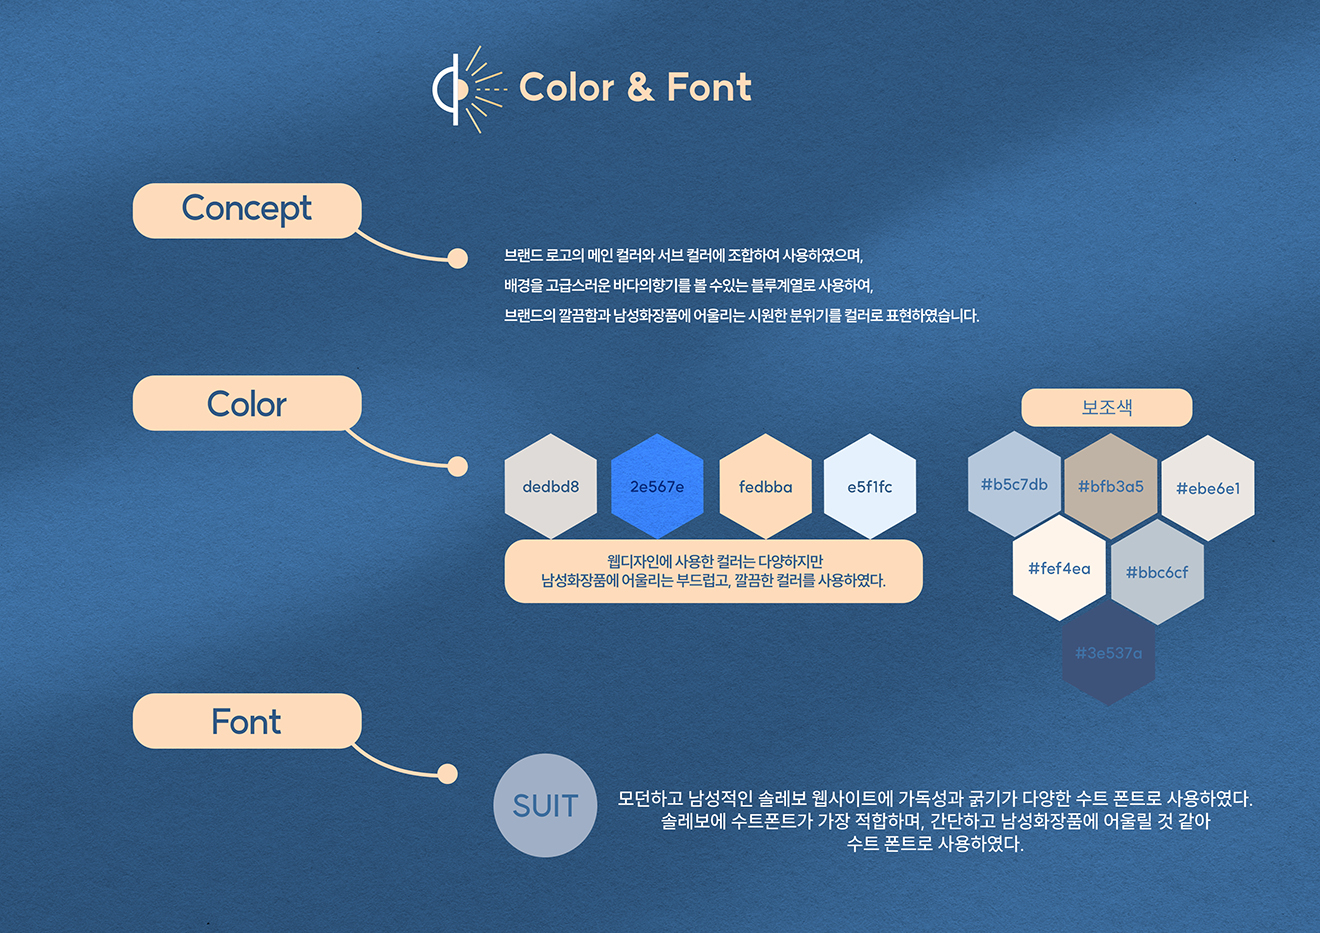 Color & Font
Concept
브랜드 로고의 메인 컬러와 서브 컬러에 조합하여 사용하였으며,
배경을 고급스러운 바다의향기를 볼 수있는 블루계열로 사용하여,
브랜드의 깔끔함과 남성화장품에 어울리는 시원한 분위기를 컬러로 표현하였습니다.
Color
dedbd8
2e567e
fedbba
e5f1fc
웹디자인에 사용한 컬러는 다양하지만
남성화장품에 어울리는 부드럽고, 깔끔한 컬러를 사용하였다.
보조색
#b5c7db
#bfb3a5
#ebe6e1
#fef4ea
#bbc6cf
#3e537a
Font
SUIT
모던하고 남성적인 솔레보 웹사이트에 가독성과 굵기가 다양한 수트 폰트로 사용하였다.
솔레보에 수트폰트가 가장 적합하며, 간단하고 남성화장품에 어울릴 것 같아
수트 폰트로 사용하였다.